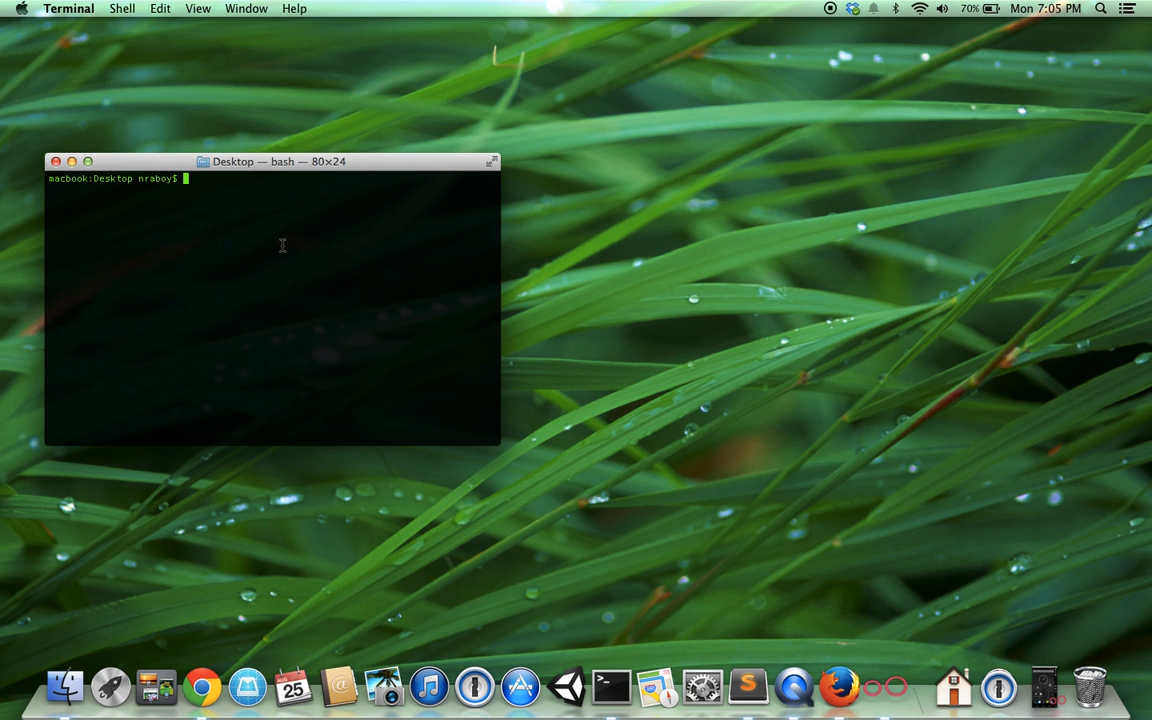 Terminal Shell Edit View Window Help 70% Mon 7:05 PM
Desktop — bash — 80×24
macbook:Desktop nraboy$
25